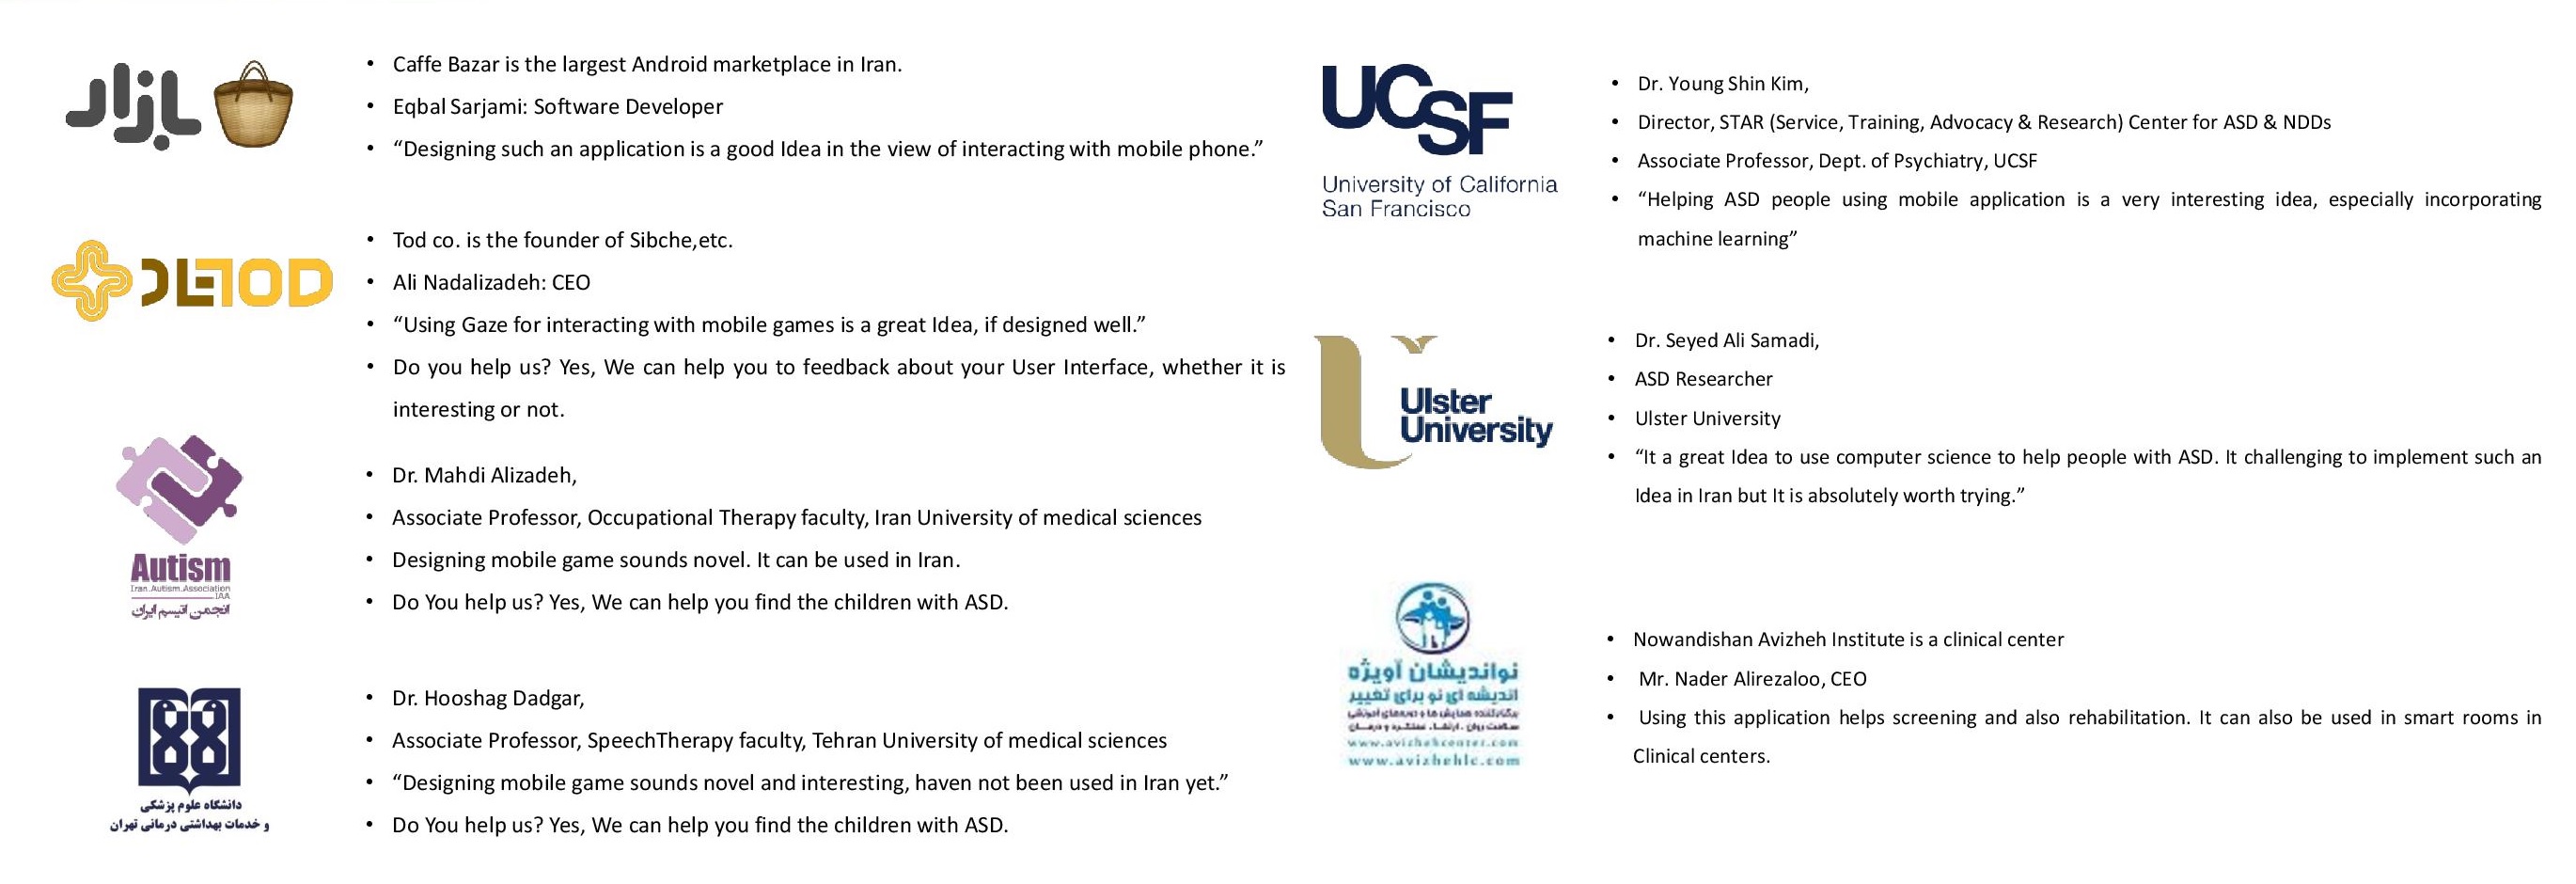 بازار
• Caffe Bazar is the largest Android marketplace in Iran.
• Eqbal Sarjami: Software Developer
• “Designing such an application is a good Idea in the view of interacting with mobile phone.”
TOD
• Tod co. is the founder of Sibche,etc.
• Ali Nadalizadeh: CEO
• “Using Gaze for interacting with mobile games is a great Idea, if designed well.”
• Do you help us? Yes, We can help you to feedback about your User Interface, whether it is
interesting or not.
Autism
Iran.Autism.Association
IAA
انجمن اتیسم ایران
• Dr. Mahdi Alizadeh,
• Associate Professor, Occupational Therapy faculty, Iran University of medical sciences
• Designing mobile game sounds novel. It can be used in Iran.
• Do You help us? Yes, We can help you find the children with ASD.
دانشگاه علوم پزشکی
و خدمات بهداشتی درمانی تهران
• Dr. Hooshag Dadgar,
• Associate Professor, SpeechTherapy faculty, Tehran University of medical sciences
• “Designing mobile game sounds novel and interesting, haven not been used in Iran yet.”
• Do You help us? Yes, We can help you find the children with ASD.
UCSF
University of California
San Francisco
• Dr. Young Shin Kim,
• Director, STAR (Service, Training, Advocacy & Research) Center for ASD & NDDs
• Associate Professor, Dept. of Psychiatry, UCSF
• “Helping ASD people using mobile application is a very interesting idea, especially incorporating
machine learning”
Ulster
University
• Dr. Seyed Ali Samadi,
• ASD Researcher
• Ulster University
• “It a great Idea to use computer science to help people with ASD. It challenging to implement such an
Idea in Iran but It is absolutely worth trying.”
نواندیشان آویژه
اندیشه ای نو برای تغییر
www.avizhehcenter.com
www.avizhehlc.com
• Nowandishan Avizheh Institute is a clinical center
• Mr. Nader Alirezaloo, CEO
• Using this application helps screening and also rehabilitation. It can also be used in smart rooms in
Clinical centers.